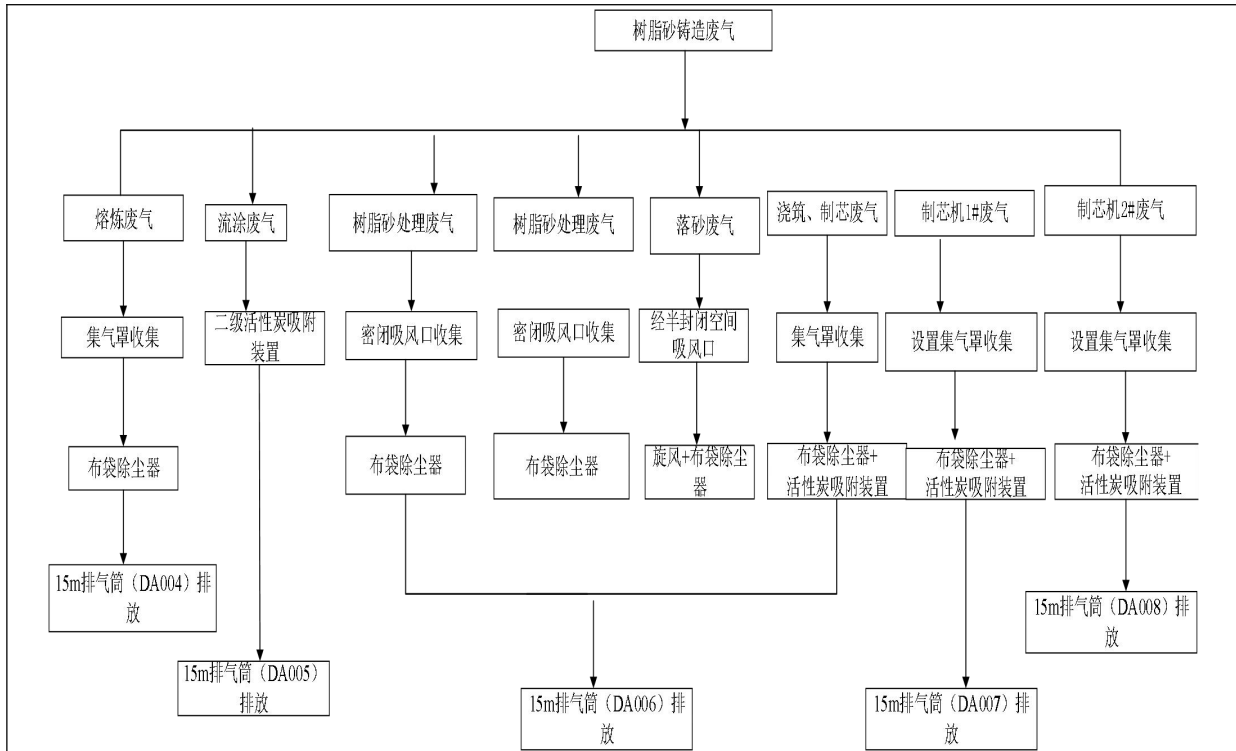 树脂砂铸造废气
熔炼废气
流涂废气
树脂砂处理废气
树脂砂处理废气
落砂废气
浇筑、制芯废气
制芯机1#废气
制芯机2#废气
集气罩收集
二级活性炭吸附
装置
密闭吸风口收集
密闭吸风口收集
经半封闭空间
吸风口
集气罩收集
设置集气罩收集
设置集气罩收集
布袋除尘器
布袋除尘器
布袋除尘器
旋风+布袋除尘
器
布袋除尘器+
活性炭吸附装置
布袋除尘器+
活性炭吸附装置
布袋除尘器+
活性炭吸附装置
15m排气筒（DA004）排
放
15m排气筒（DA005）
排放
15m排气筒（DA006）排
放
15m排气筒（DA007）排
放
15m排气筒（DA008）排
放